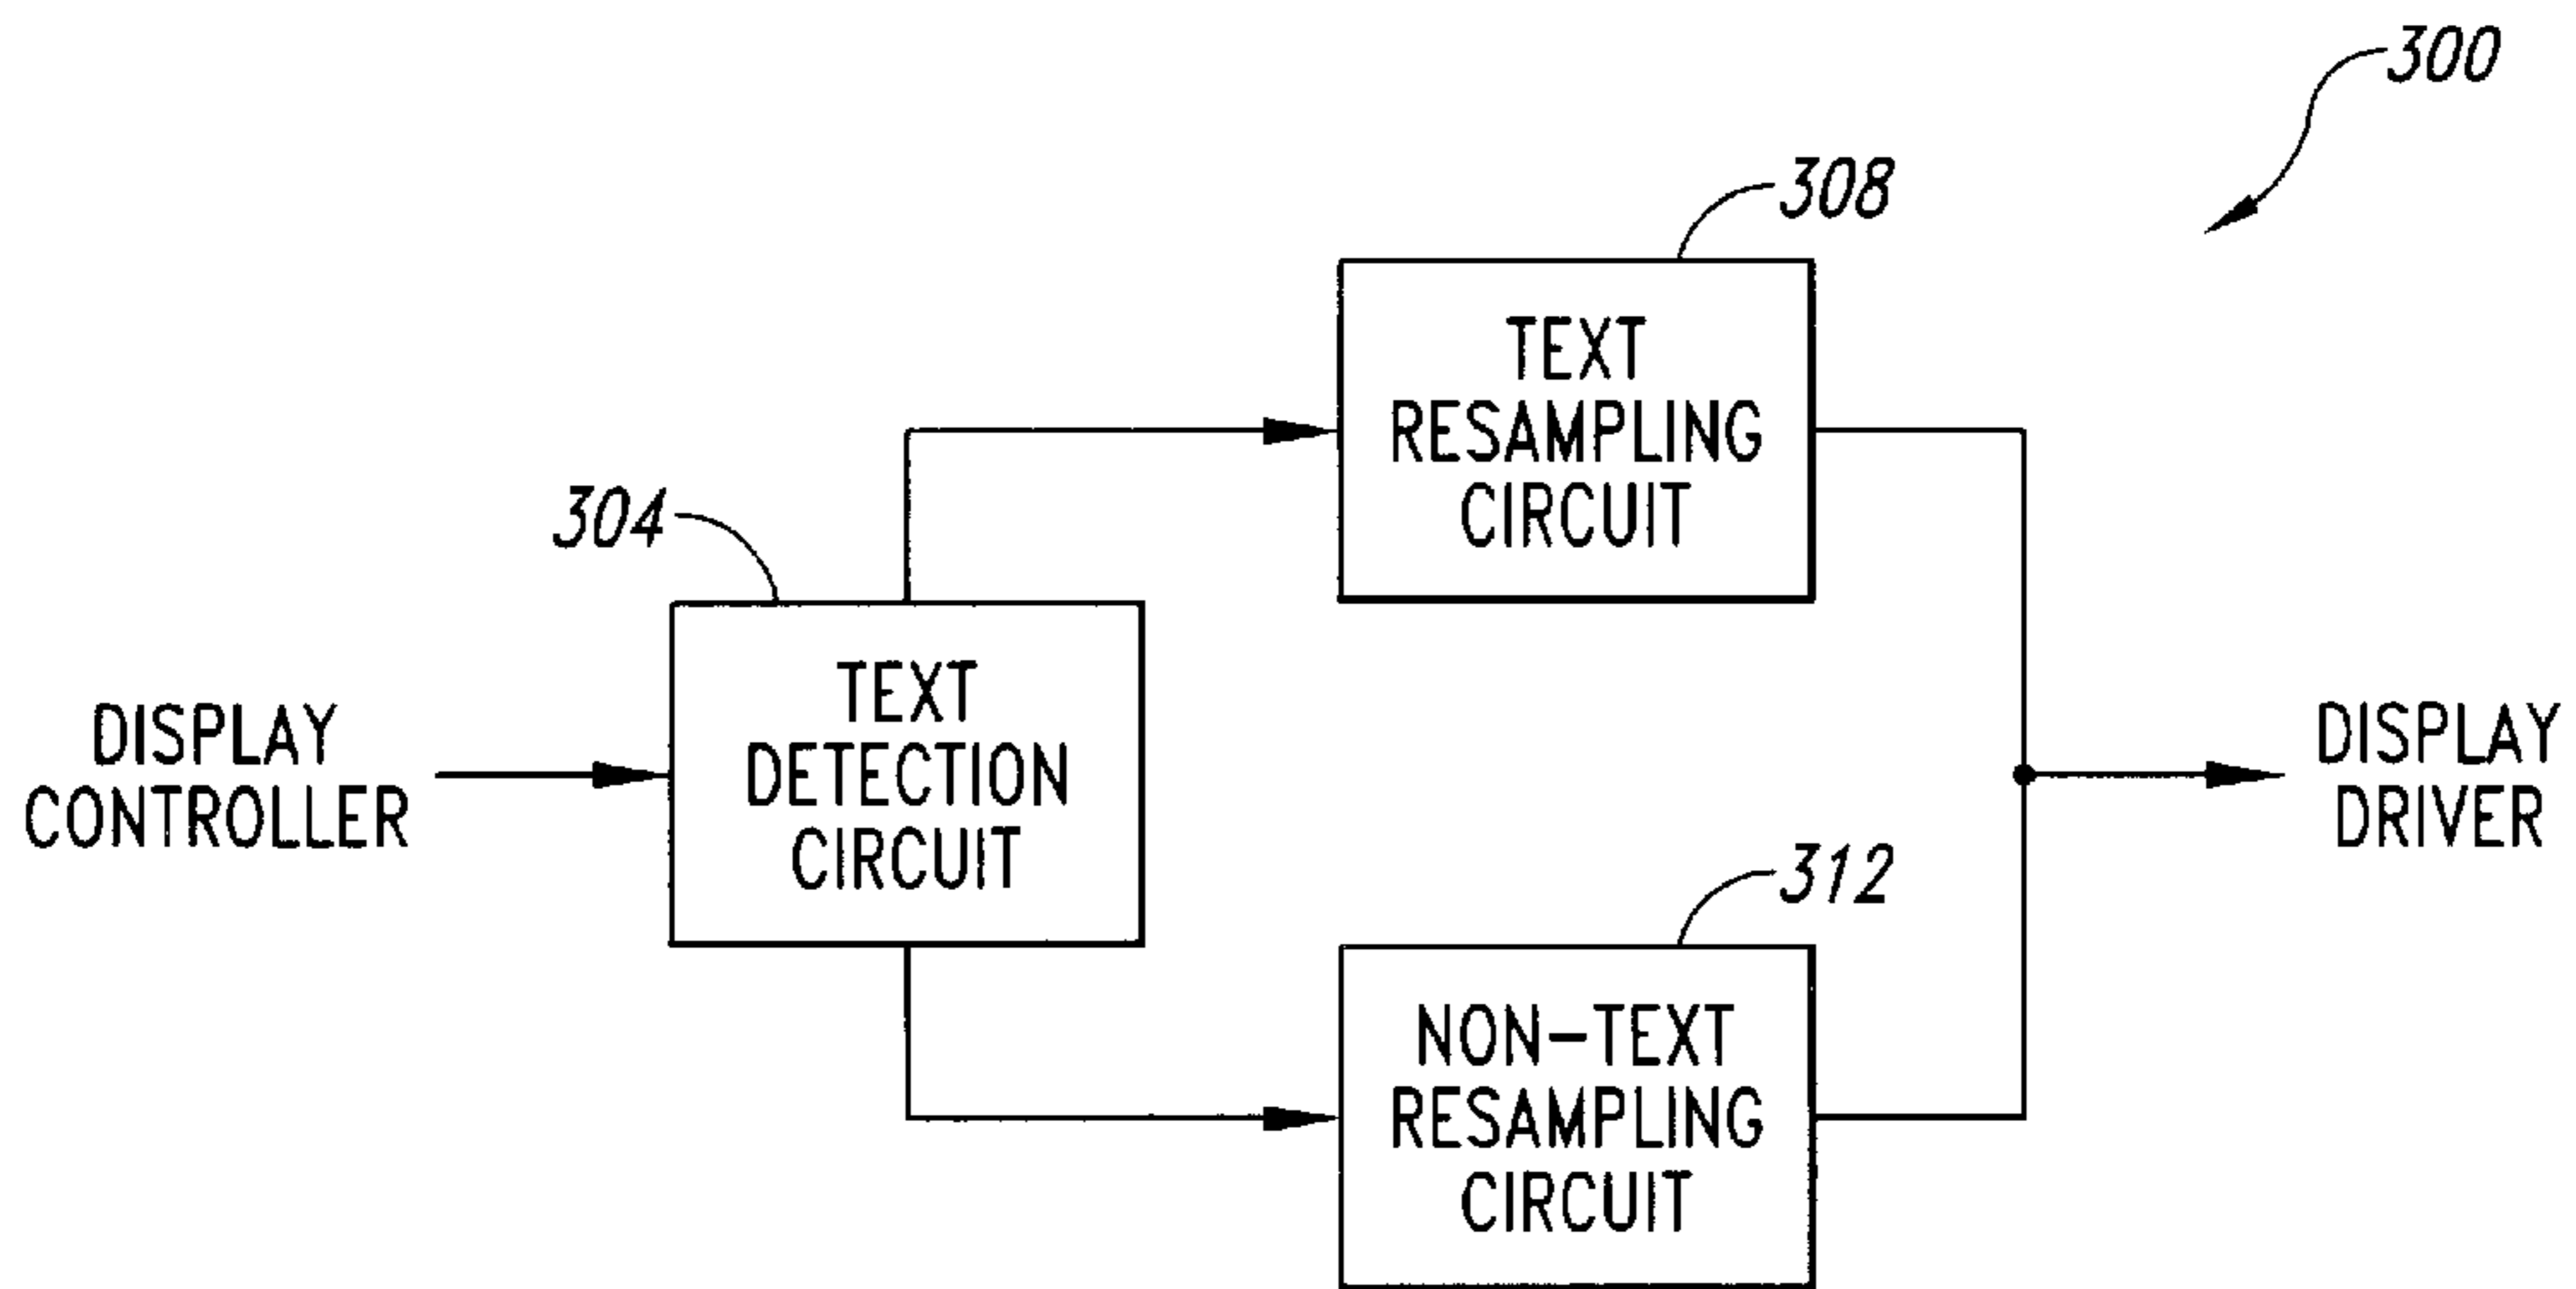 300
308
TEXT
RESAMPLING
CIRCUIT
304
TEXT
DETECTION
CIRCUIT
DISPLAY
CONTROLLER
DISPLAY
DRIVER
312
NON-TEXT
RESAMPLING
CIRCUIT